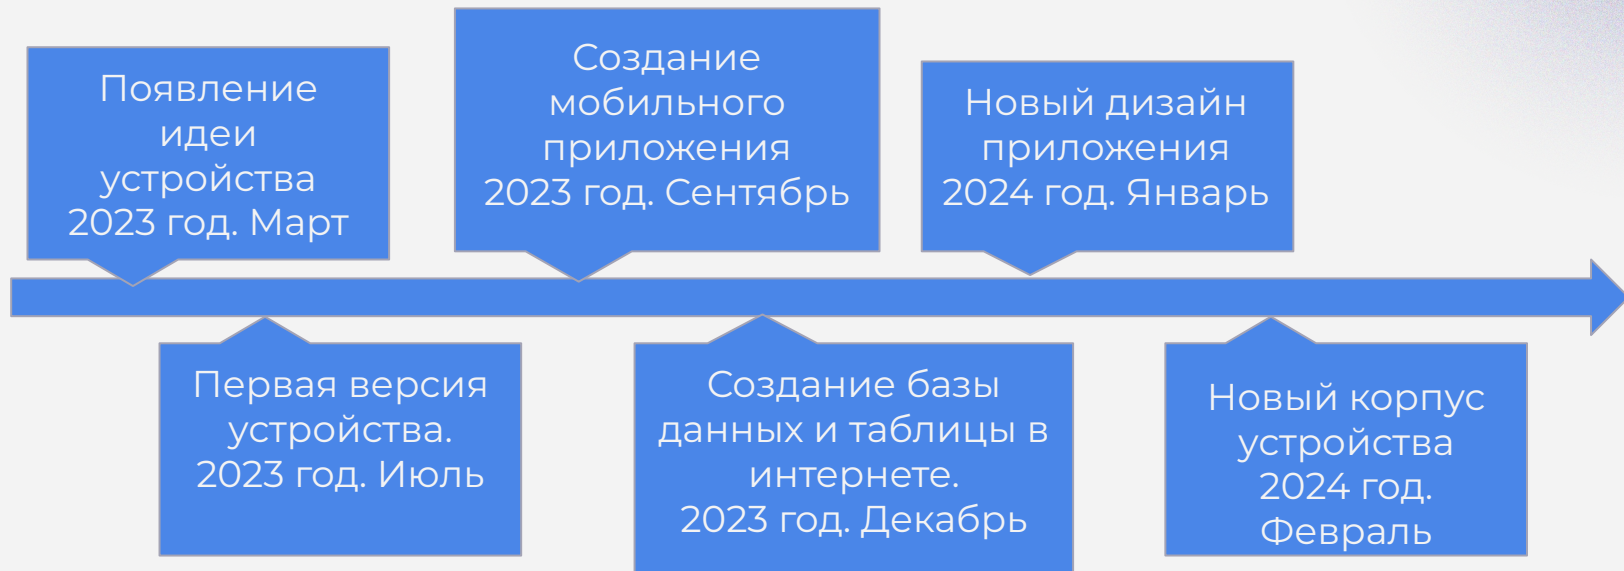 Появление
идеи
устройства
2023 год. Март
Создание
мобильного
приложения
2023 год. Сентябрь
Новый дизайн
приложения
2024 год. Январь
Первая версия
устройства.
2023 год. Июль
Создание базы
данных и таблицы в
интернете.
2023 год. Декабрь
Новый корпус
устройства
2024 год.
Февраль